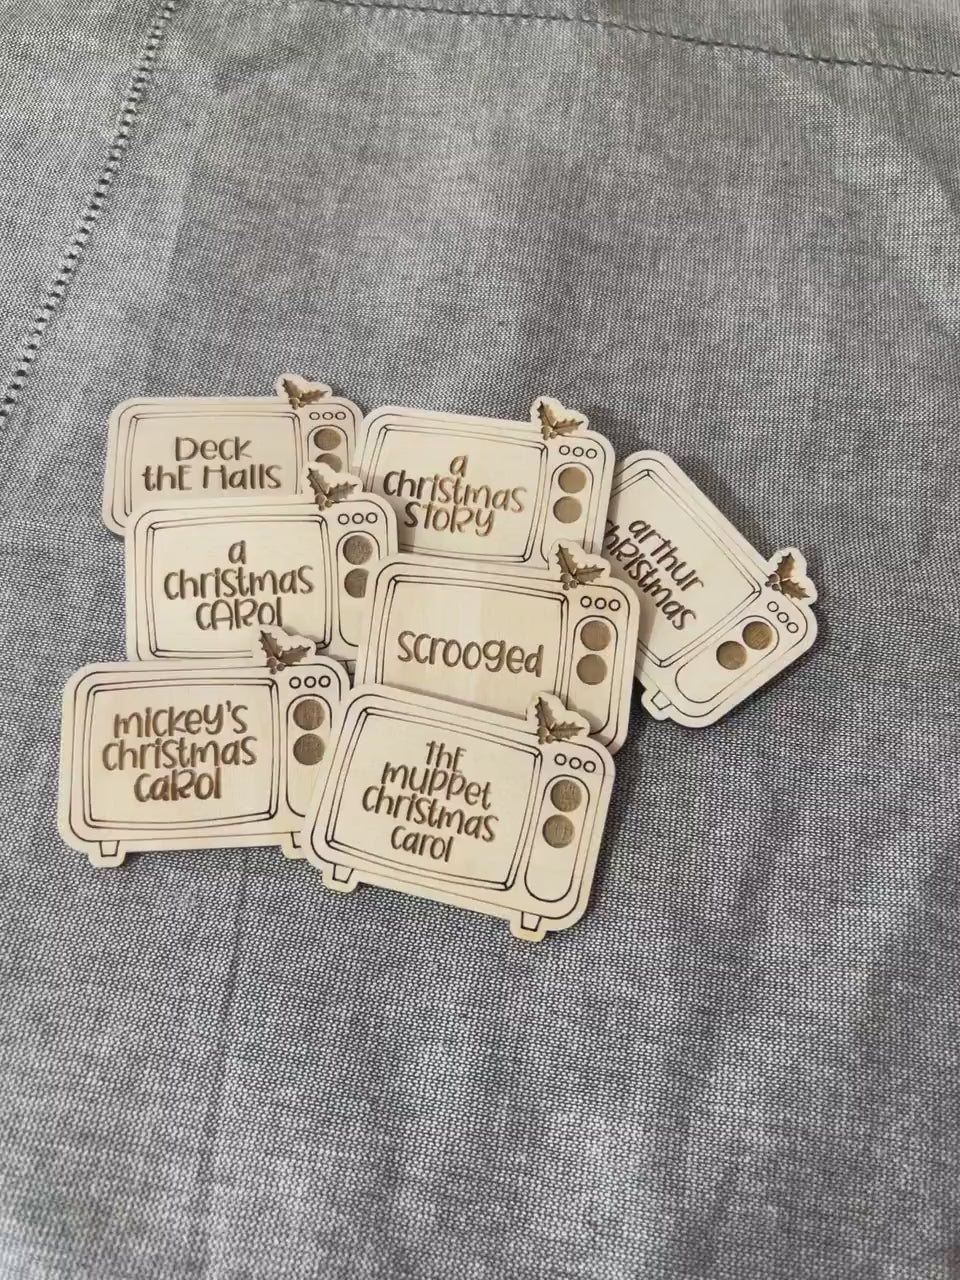 Deck
thE Halls
a
christmas
STORY
arthur
christmas
a
christmas
CARol
scrooged
mickey's
christmas
caRol
thE
muppet
christmas
carol